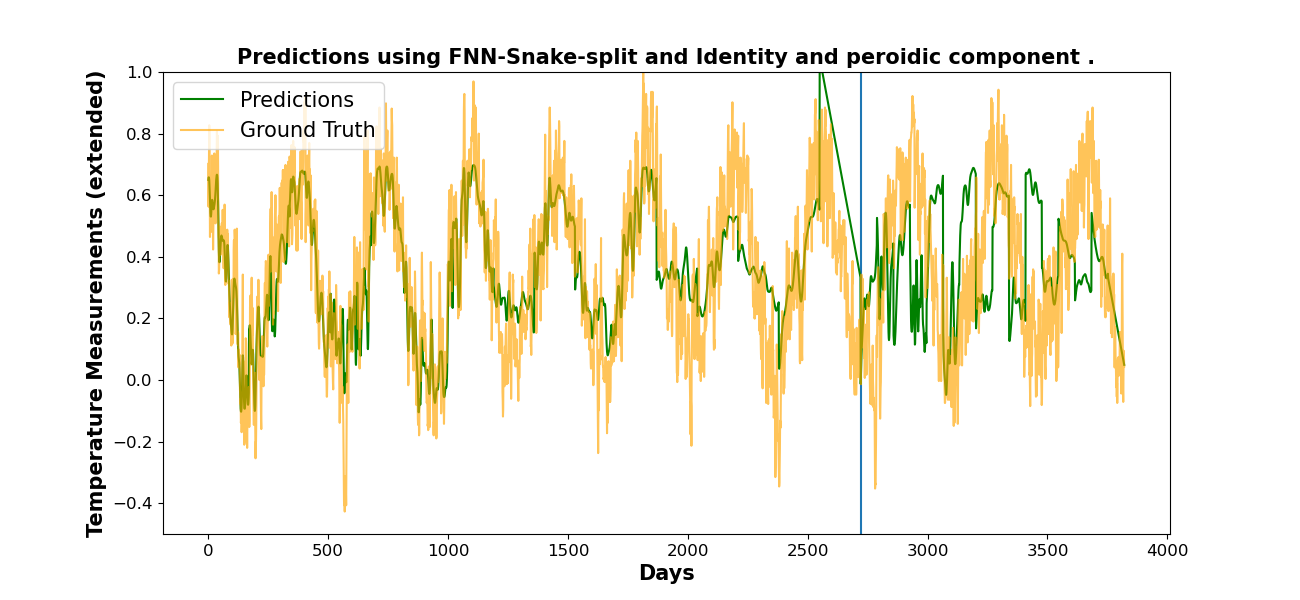 Predictions using FNN-Snake-split and Identity and peroidic component .
Temperature Measurements (extended)
1.0
0.8
0.6
0.4
0.2
0.0
−0.2
−0.4
Predictions
Ground Truth
0 500 1000 1500 2000 2500 3000 3500 4000
Days